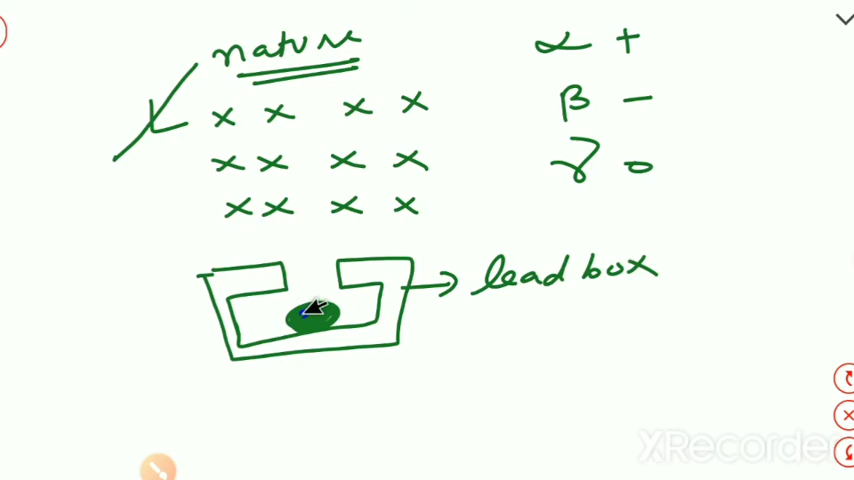 nature
α +
β −
× × × ×
γ 0
× × × ×
× × × ×
lead box
XRecorder